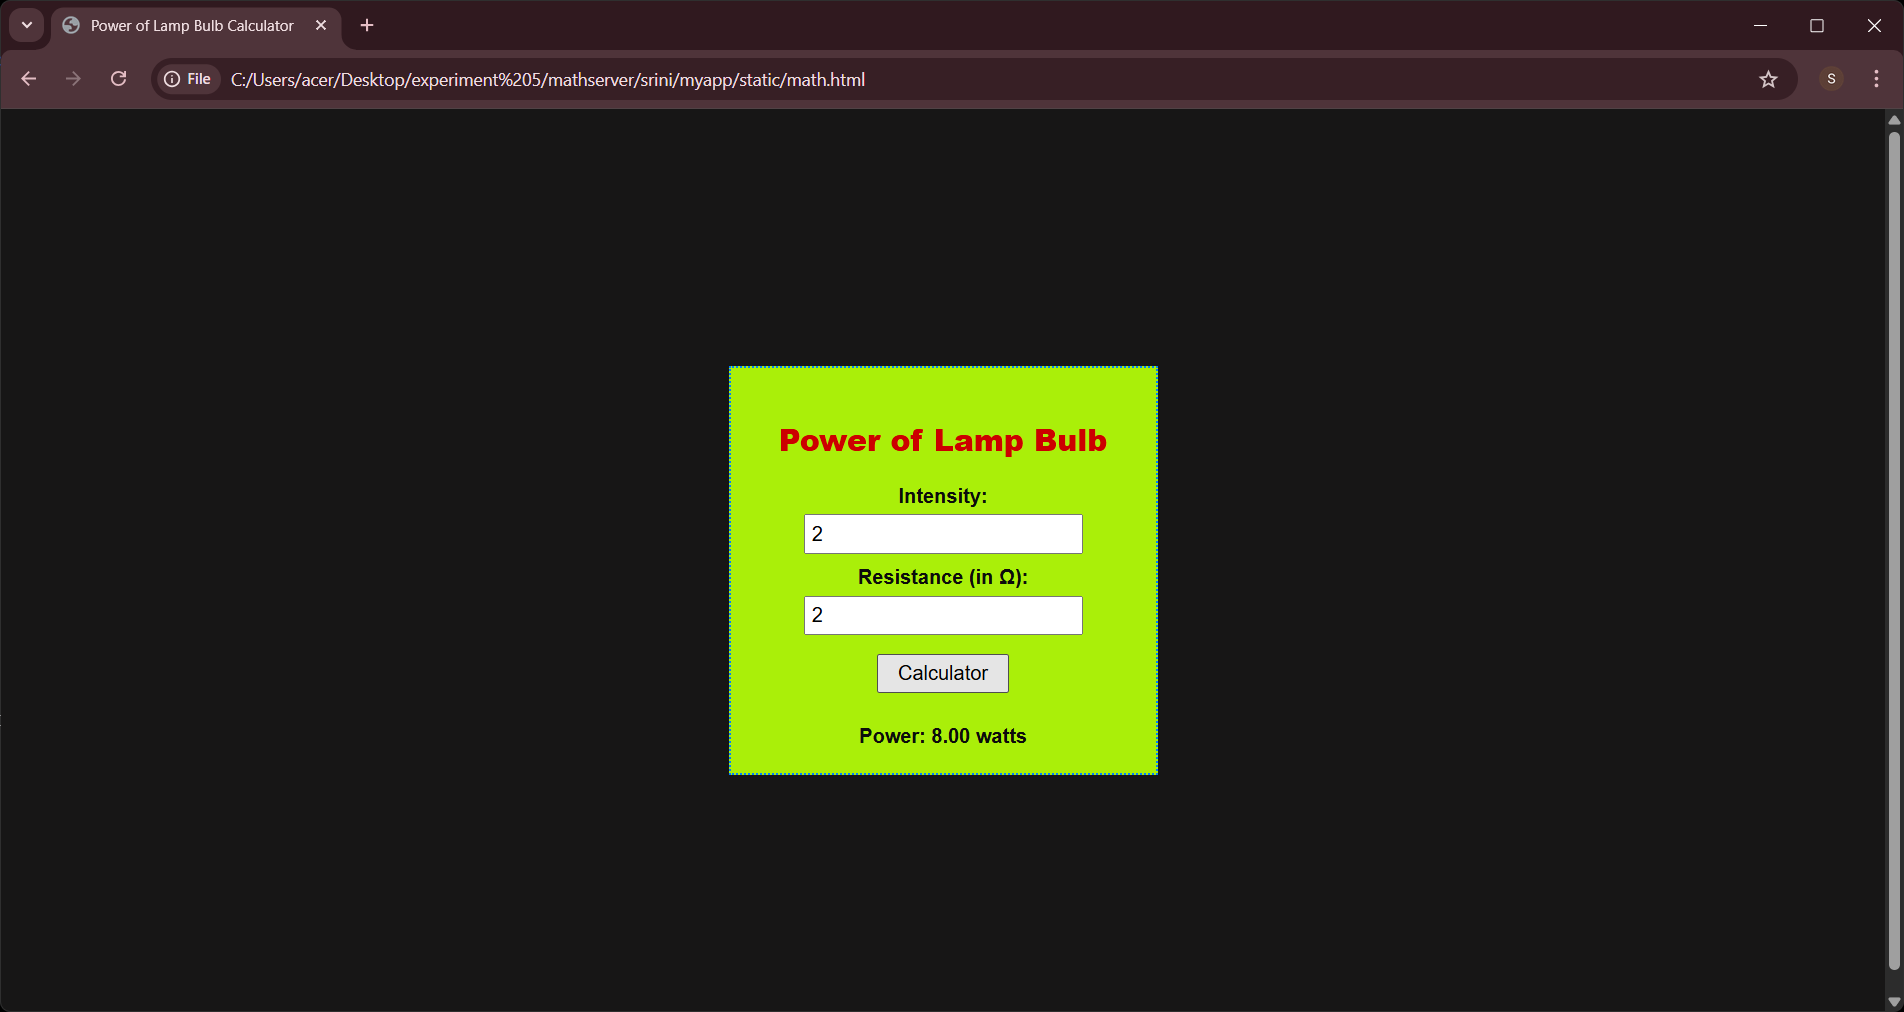 Power of Lamp Bulb Calculator
File
C:/Users/acer/Desktop/experiment%205/mathserver/srini/myapp/static/math.html
S
Power of Lamp Bulb
Intensity:
2
Resistance (in Ω):
2
Calculator
Power: 8.00 watts